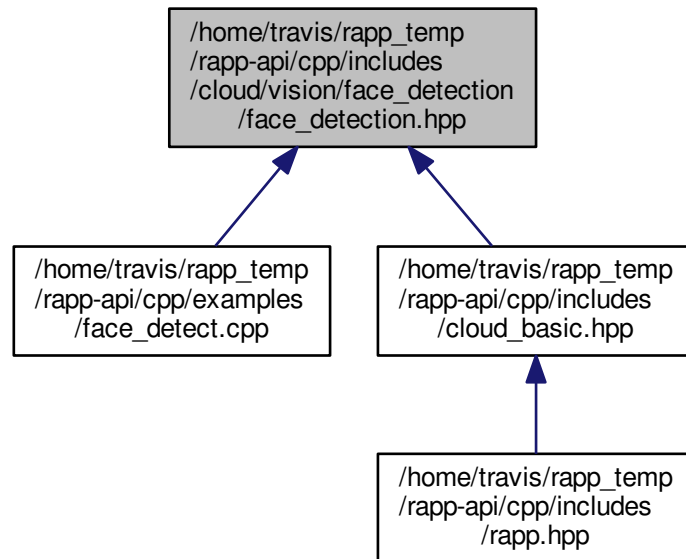 /home/travis/rapp_temp
/rapp-api/cpp/includes
/cloud/vision/face_detection
/face_detection.hpp
/home/travis/rapp_temp
/rapp-api/cpp/examples
/face_detect.cpp
/home/travis/rapp_temp
/rapp-api/cpp/includes
/cloud_basic.hpp
/home/travis/rapp_temp
/rapp-api/cpp/includes
/rapp.hpp